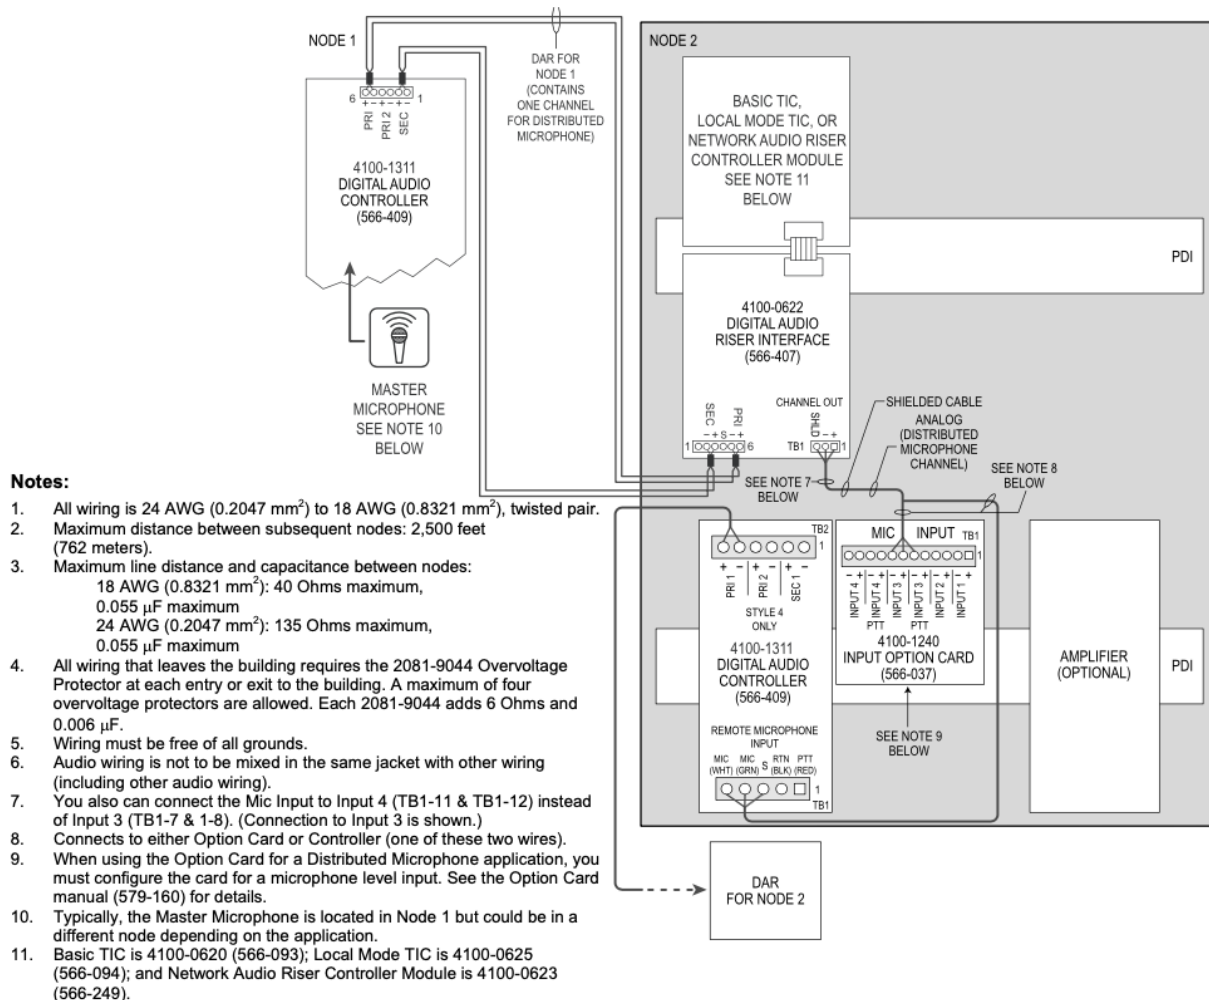 NODE 1
DAR FOR
NODE 1
(CONTAINS
ONE CHANNEL
FOR DISTRIBUTED
MICROPHONE)
6 1
+ - + - + -
PRI
PRI 2
SEC
4100-1311
DIGITAL AUDIO
CONTROLLER
(566-409)
MASTER
MICROPHONE
SEE NOTE 10
BELOW
NODE 2
BASIC TIC,
LOCAL MODE TIC, OR
NETWORK AUDIO RISER
CONTROLLER MODULE
SEE NOTE 11
BELOW
PDI
4100-0622
DIGITAL AUDIO
RISER INTERFACE
(566-407)
SEC PRI
- + S - +
1 6
CHANNEL OUT
SHLD - +
TB1 1
SHIELDED CABLE
ANALOG
(DISTRIBUTED
MICROPHONE
CHANNEL)
SEE NOTE 7
BELOW
SEE NOTE 8
BELOW
TB2
1
+ - + - + -
PRI 1
PRI 2
SEC 1
STYLE 4
ONLY
4100-1311
DIGITAL AUDIO
CONTROLLER
(566-409)
REMOTE MICROPHONE
INPUT
MIC MIC S RTN PTT
(WHT) (GRN) (BLK) (RED)
1
TB1
MIC INPUT TB1
1
- + - + - + - + - + - +
INPUT 4
INPUT 4
INPUT 3
INPUT 3
INPUT 2
INPUT 1
PTT PTT
4100-1240
INPUT OPTION CARD
(566-037)
SEE NOTE 9
BELOW
AMPLIFIER
(OPTIONAL)
PDI
DAR
FOR NODE 2
Notes:
1. All wiring is 24 AWG (0.2047 mm²) to 18 AWG (0.8321 mm²), twisted pair.
2. Maximum distance between subsequent nodes: 2,500 feet
(762 meters).
3. Maximum line distance and capacitance between nodes:
18 AWG (0.8321 mm²): 40 Ohms maximum,
0.055 µF maximum
24 AWG (0.2047 mm²): 135 Ohms maximum,
0.055 µF maximum
4. All wiring that leaves the building requires the 2081-9044 Overvoltage
Protector at each entry or exit to the building. A maximum of four
overvoltage protectors are allowed. Each 2081-9044 adds 6 Ohms and
0.006 µF.
5. Wiring must be free of all grounds.
6. Audio wiring is not to be mixed in the same jacket with other wiring
(including other audio wiring).
7. You also can connect the Mic Input to Input 4 (TB1-11 & TB1-12) instead
of Input 3 (TB1-7 & 1-8). (Connection to Input 3 is shown.)
8. Connects to either Option Card or Controller (one of these two wires).
9. When using the Option Card for a Distributed Microphone application, you
must configure the card for a microphone level input. See the Option Card
manual (579-160) for details.
10. Typically, the Master Microphone is located in Node 1 but could be in a
different node depending on the application.
11. Basic TIC is 4100-0620 (566-093); Local Mode TIC is 4100-0625
(566-094); and Network Audio Riser Controller Module is 4100-0623
(566-249).